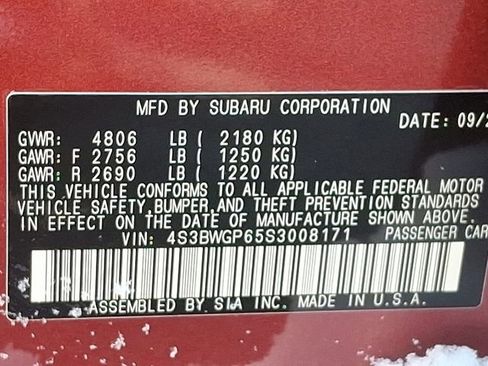 MFD BY SUBARU CORPORATION
DATE: 09/2
GVWR: 4806 LB ( 2180 KG)
GAWR: F 2756 LB ( 1250 KG)
GAWR: R 2690 LB ( 1220 KG)
THIS VEHICLE CONFORMS TO ALL APPLICABLE FEDERAL MOTOR
VEHICLE SAFETY, BUMPER, AND THEFT PREVENTION STANDARDS
IN EFFECT ON THE DATE OF MANUFACTURE SHOWN ABOVE.
VIN: 4S3BWGP65S3008171 PASSENGER CAR
ASSEMBLED BY SIA INC. MADE IN U.S.A.